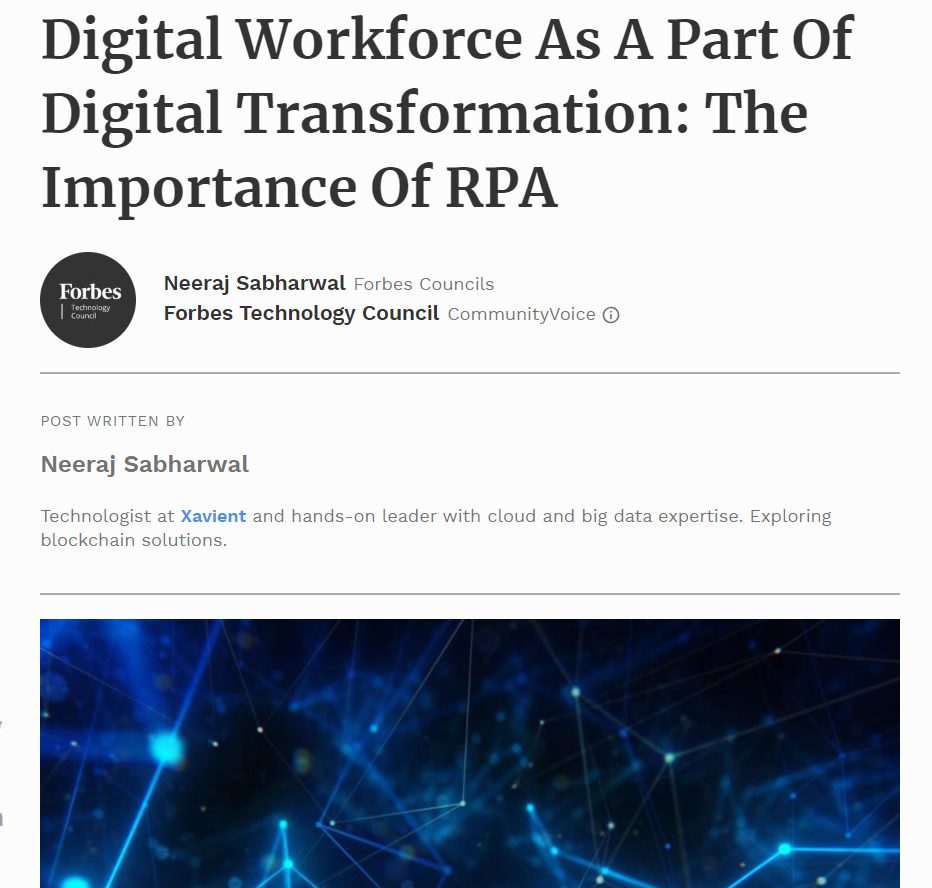 Digital Workforce As A Part Of
Digital Transformation: The
Importance Of RPA
Forbes
Technology
Council
Neeraj Sabharwal Forbes Councils
Forbes Technology Council CommunityVoice
POST WRITTEN BY
Neeraj Sabharwal
Technologist at Xavient and hands-on leader with cloud and big data expertise. Exploring
blockchain solutions.